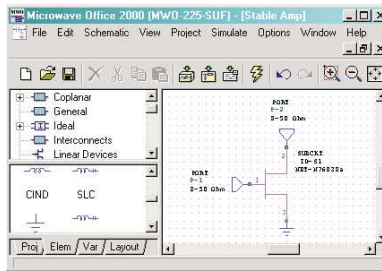 Microwave Office 2000 (MWO-225-SUF) - [Stable Amp]
File Edit Schematic View Project Simulate Options Window Help
Coplanar
General
Ideal
Interconnects
Linear Devices
CIND SLC
Proj Elem Var Layout
PORT
P=2
Z=50 Ohm
2
SUBCKT
ID=S1
PORT
P=1
Z=50 Ohm
1
3